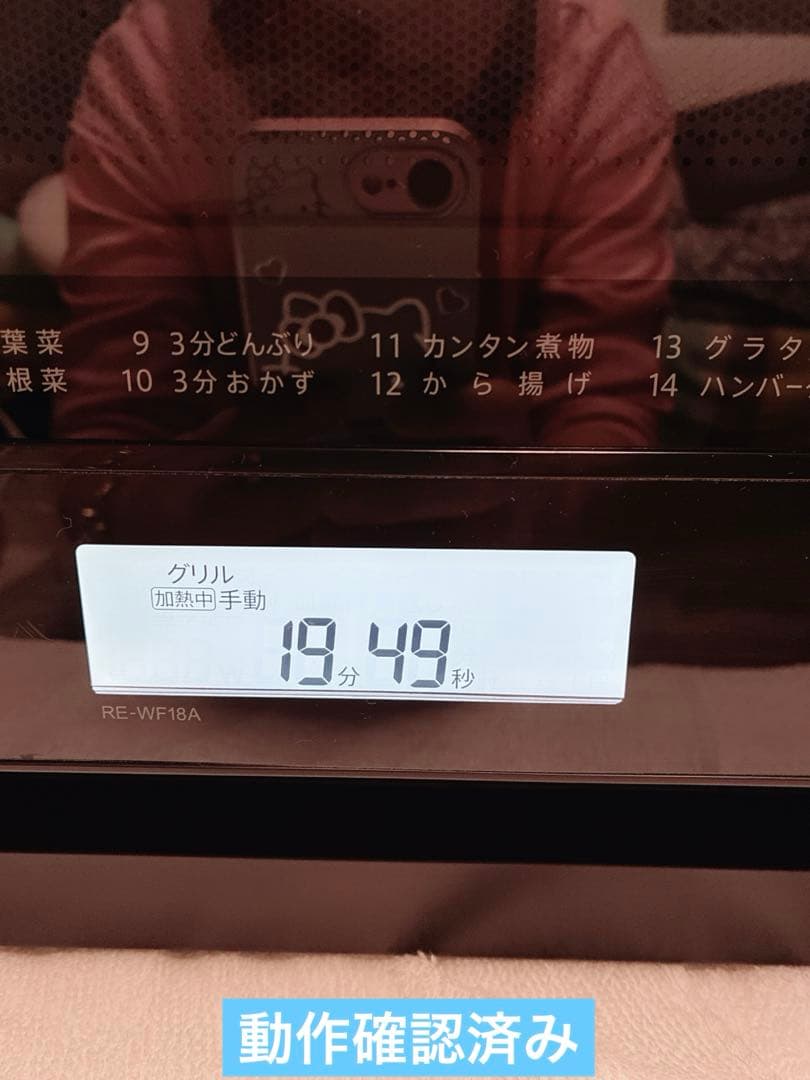 葉菜 9 3分どんぶり 11 カンタン煮物 13 グラタ
根菜 10 3分おかず 12 から揚げ 14 ハンバー
グリル
加熱中 手動
19分 49秒
RE-WF18A
動作確認済み